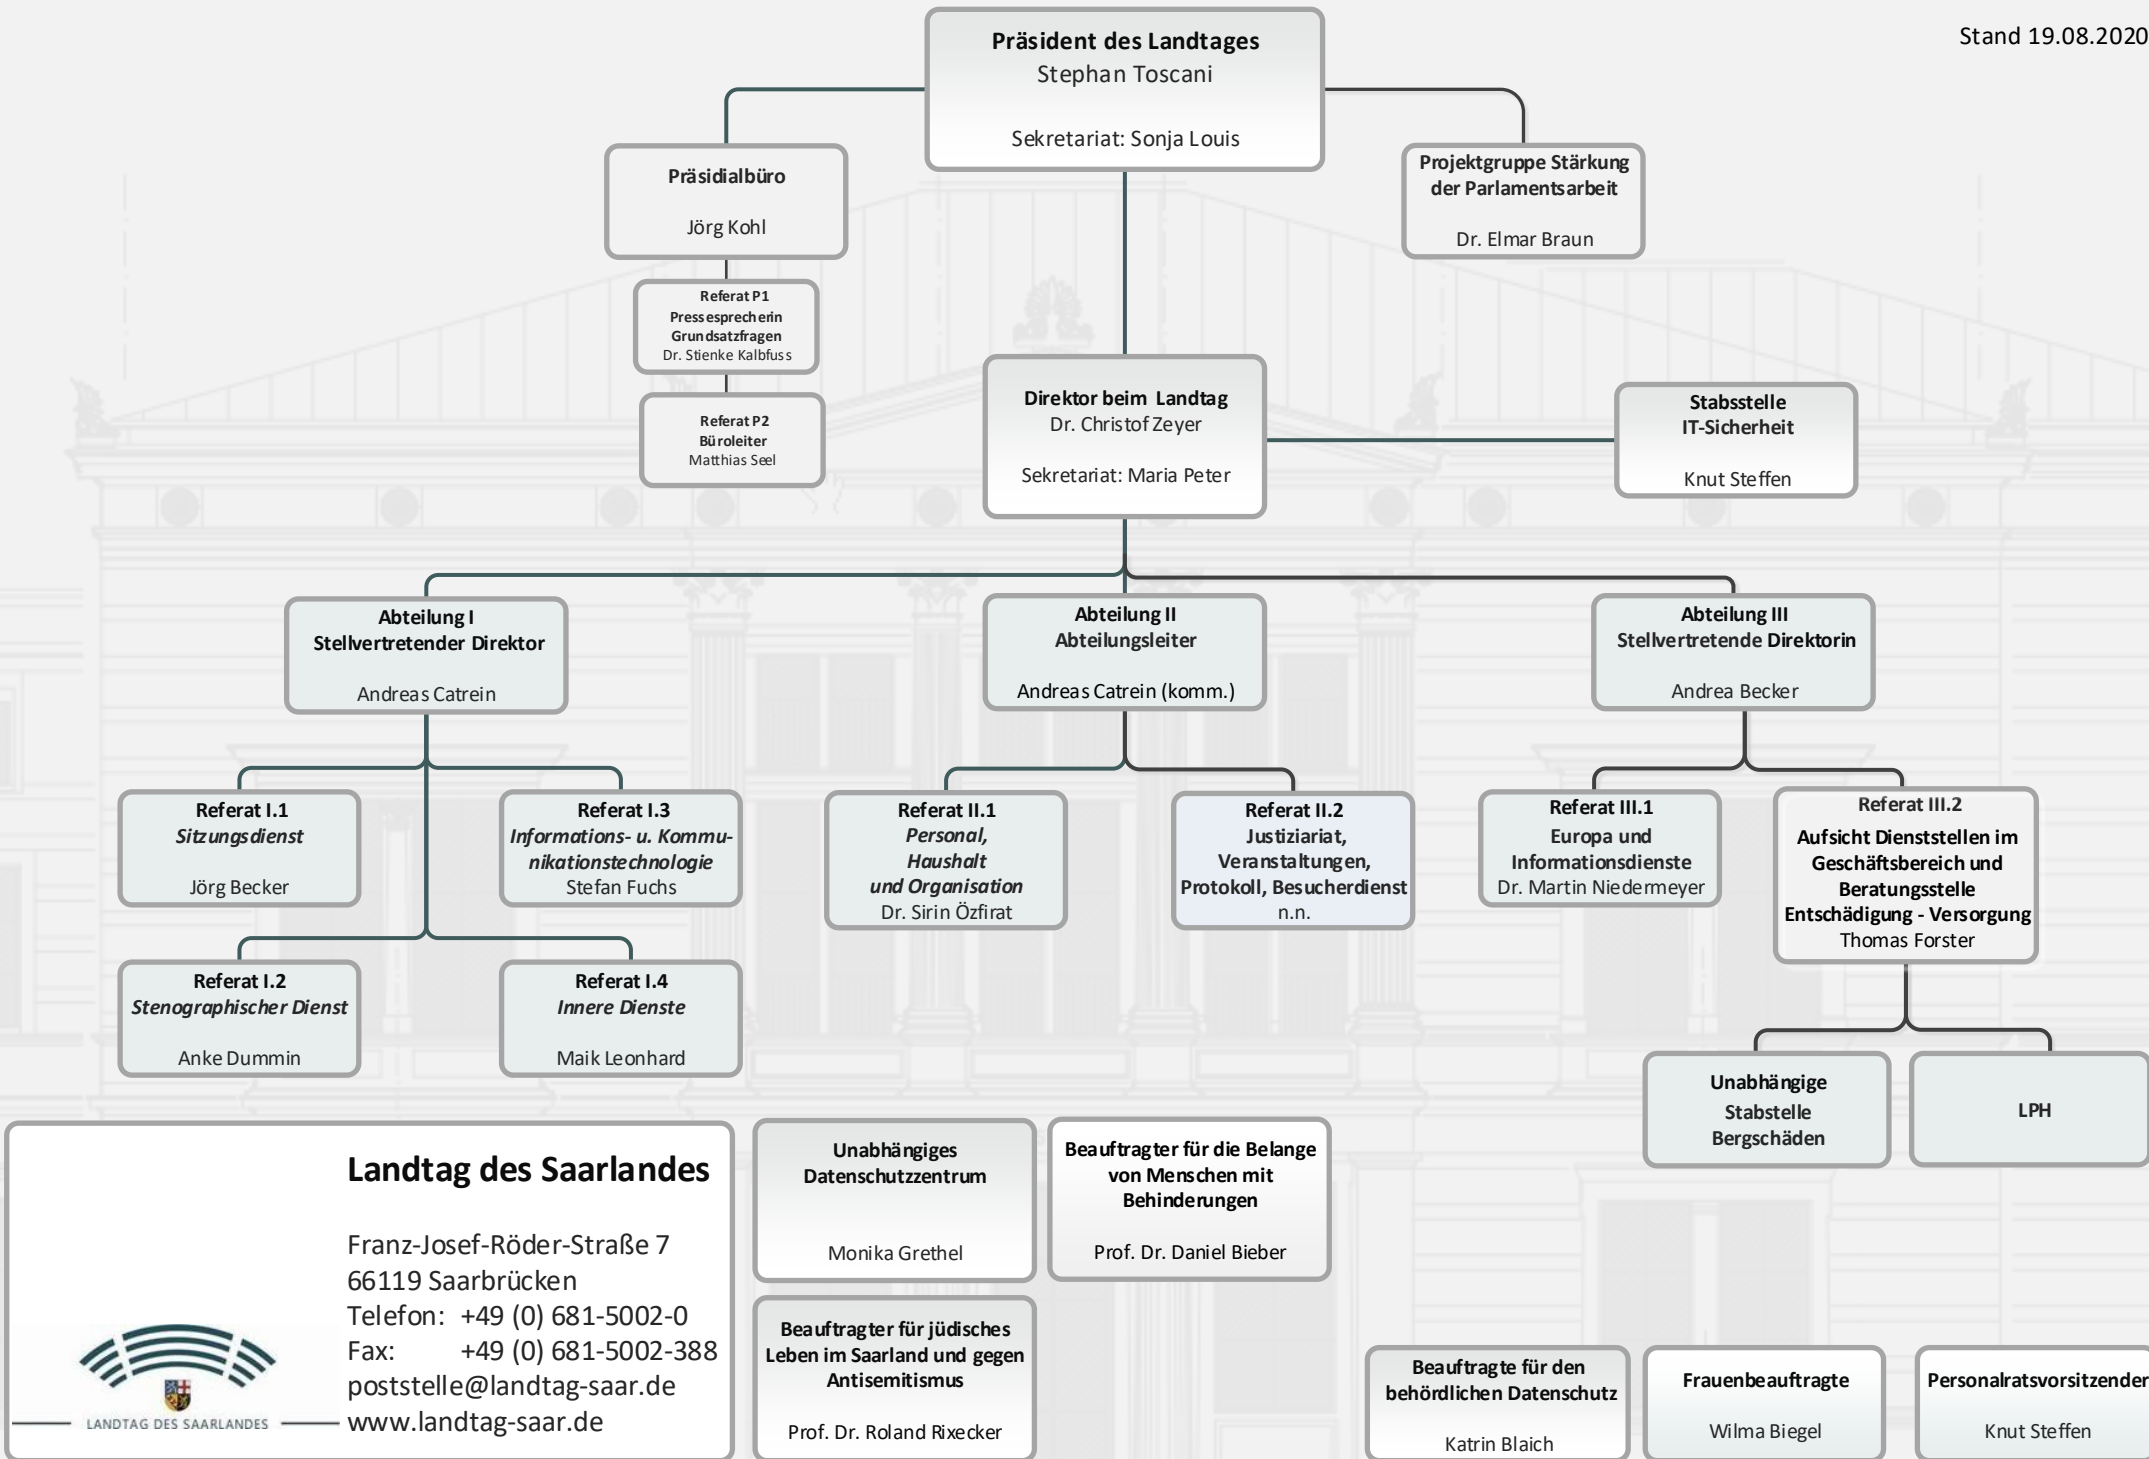 Stand 19.08.2020
Präsident des Landtages
Stephan Toscani
Sekretariat: Sonja Louis
Präsidialbüro
Jörg Kohl
Projektgruppe Stärkung
der Parlamentsarbeit
Dr. Elmar Braun
Referat P1
Pressesprecherin
Grundsatzfragen
Dr. Stienke Kalbfuss
Referat P2
Büroleiter
Matthias Seel
Direktor beim Landtag
Dr. Christof Zeyer
Sekretariat: Maria Peter
Stabsstelle
IT-Sicherheit
Knut Steffen
Abteilung I
Stellvertretender Direktor
Andreas Catrein
Abteilung II
Abteilungsleiter
Andreas Catrein (komm.)
Abteilung III
Stellvertretende Direktorin
Andrea Becker
Referat I.1
Sitzungsdienst
Jörg Becker
Referat I.3
Informations- u. Kommu-
nikationstechnologie
Stefan Fuchs
Referat II.1
Personal,
Haushalt
und Organisation
Dr. Sirin Özfirat
Referat II.2
Justiziariat,
Veranstaltungen,
Protokoll, Besucherdienst
n.n.
Referat III.1
Europa und
Informationsdienste
Dr. Martin Niedermeyer
Referat III.2
Aufsicht Dienststellen im
Geschäftsbereich und
Beratungsstelle
Entschädigung - Versorgung
Thomas Forster
Referat I.2
Stenographischer Dienst
Anke Dummin
Referat I.4
Innere Dienste
Maik Leonhard
Unabhängige
Stabstelle
Bergschäden
LPH
Landtag des Saarlandes
Franz-Josef-Röder-Straße 7
66119 Saarbrücken
Telefon: +49 (0) 681-5002-0
Fax: +49 (0) 681-5002-388
poststelle@landtag-saar.de
www.landtag-saar.de
LANDTAG DES SAARLANDES
Unabhängiges
Datenschutzzentrum
Monika Grethel
Beauftragter für die Belange
von Menschen mit
Behinderungen
Prof. Dr. Daniel Bieber
Beauftragter für jüdisches
Leben im Saarland und gegen
Antisemitismus
Prof. Dr. Roland Rixecker
Beauftragte für den
behördlichen Datenschutz
Katrin Blaich
Frauenbeauftragte
Wilma Biegel
Personalratsvorsitzender
Knut Steffen